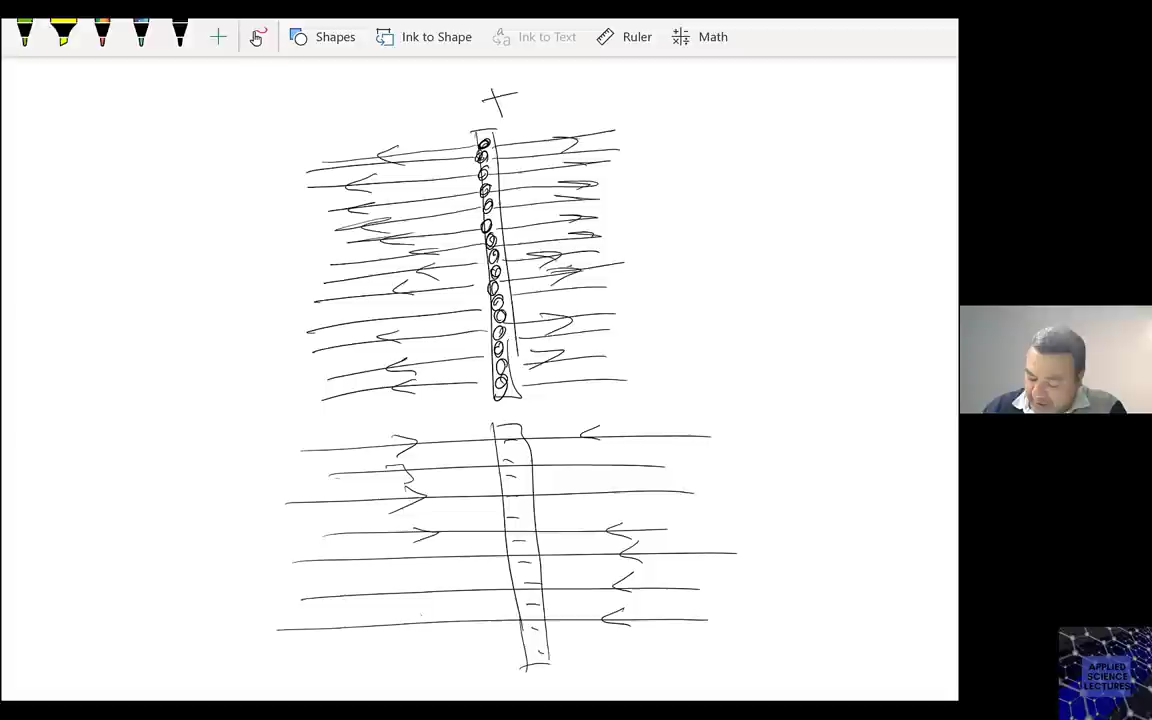 Shapes Ink to Shape Ink to Text Ruler Math
+
APPLIED
SCIENCE
LECTURES